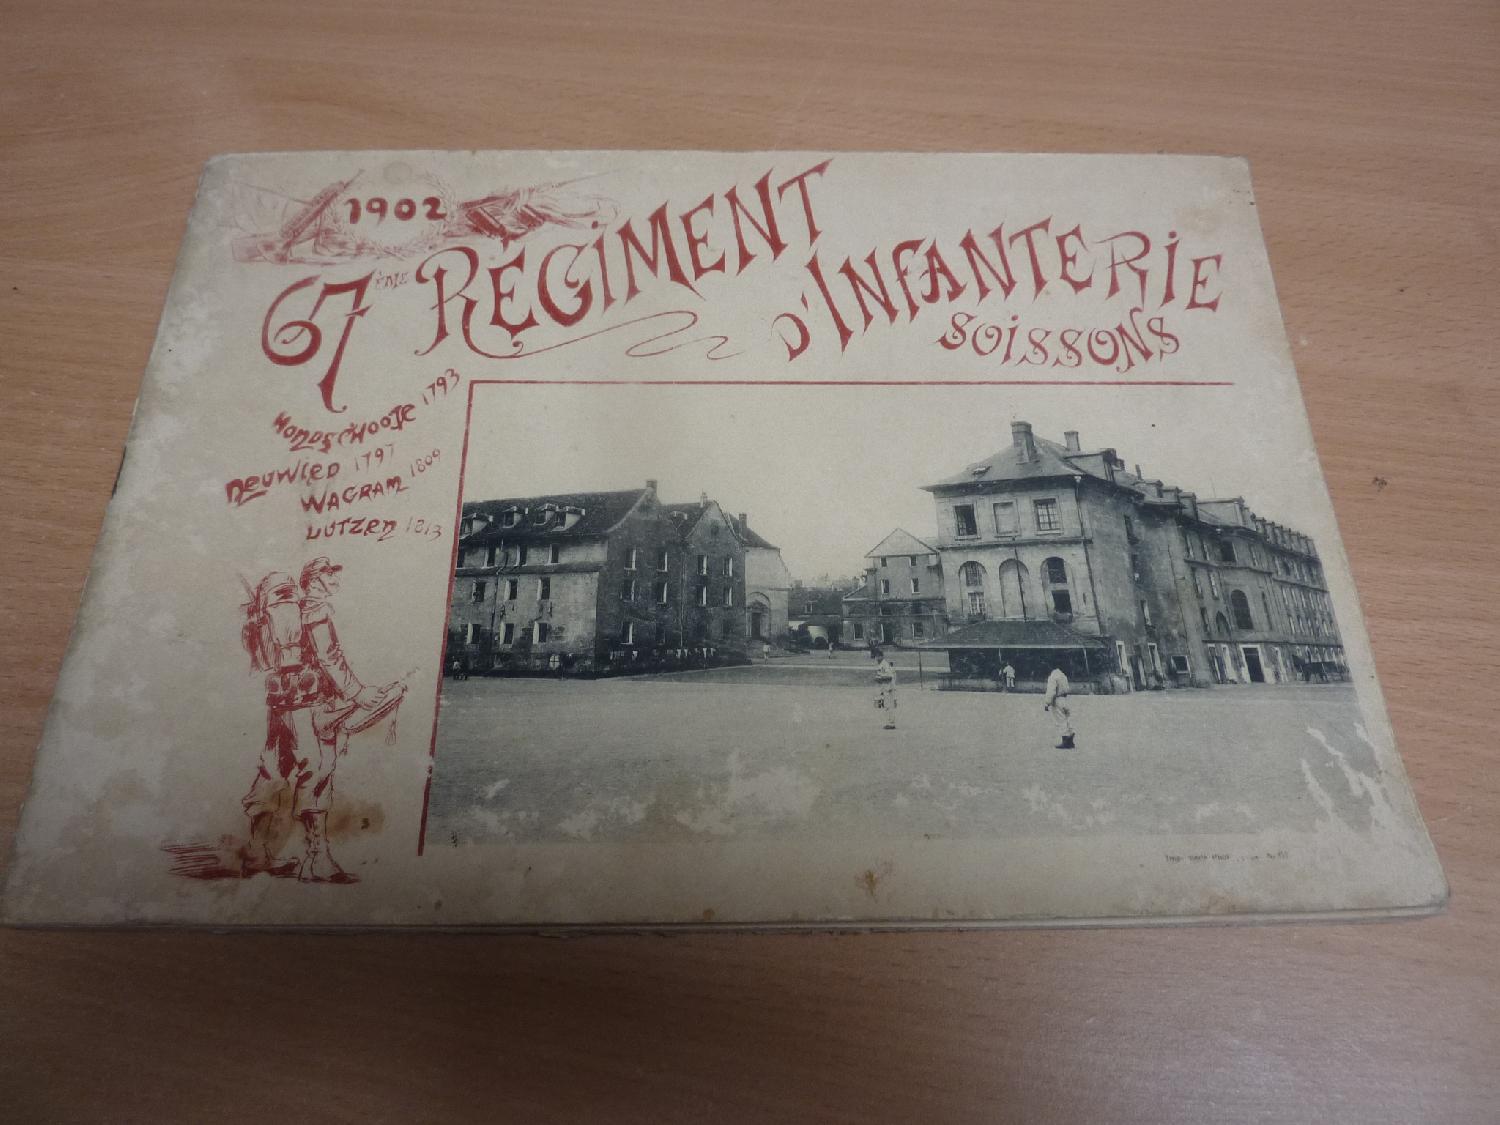 1902
67ÈME RÉGIMENT
D'INFANTERIE
SOISSONS
HONDSCHOOTE 1793
NEUWIED 1797
WAGRAM 1809
LUTZEN 1813